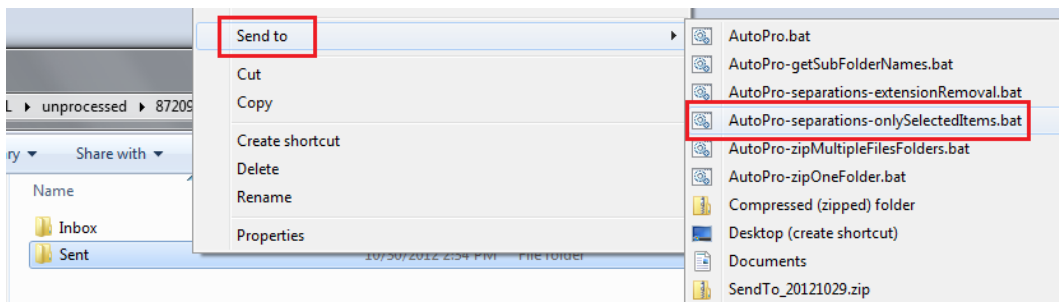 Send to
Cut
Copy
Create shortcut
Delete
Rename
Properties
AutoPro.bat
AutoPro-getSubFolderNames.bat
AutoPro-separations-extensionRemoval.bat
AutoPro-separations-onlySelectedItems.bat
AutoPro-zipMultipleFilesFolders.bat
AutoPro-zipOneFolder.bat
Compressed (zipped) folder
Desktop (create shortcut)
Documents
SendTo_20121029.zip
L ▸ unprocessed ▸ 87209
ry Share with
Name
Inbox
Sent 10/30/2012 2:54 PM File folder